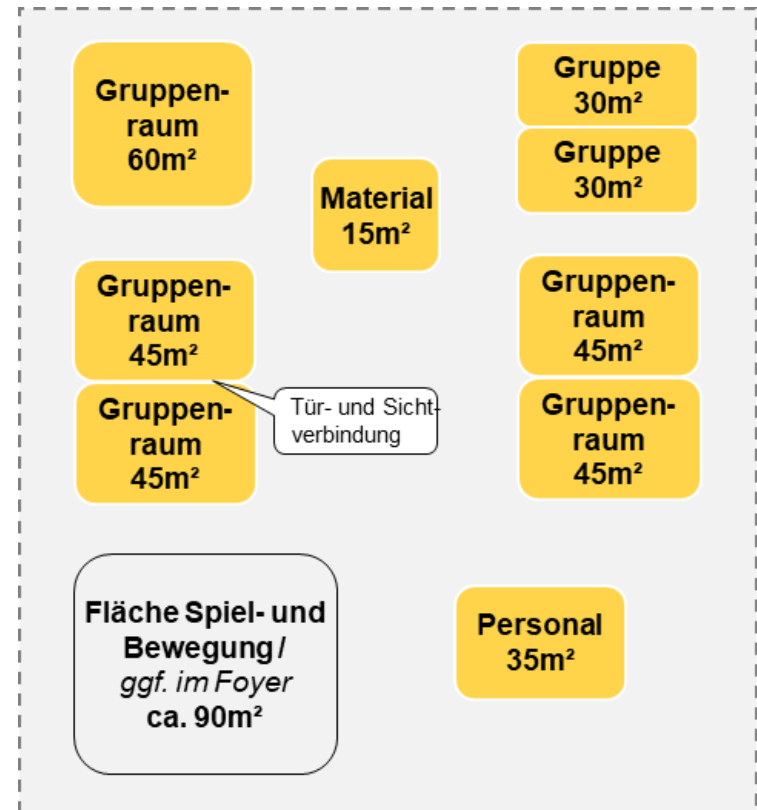 Gruppen-
raum
60m²
Gruppe
30m²
Gruppe
30m²
Material
15m²
Gruppen-
raum
45m²
Gruppen-
raum
45m²
Tür- und Sicht-
verbindung
Gruppen-
raum
45m²
Gruppen-
raum
45m²
Fläche Spiel- und
Bewegung /
ggf. im Foyer
ca. 90m²
Personal
35m²